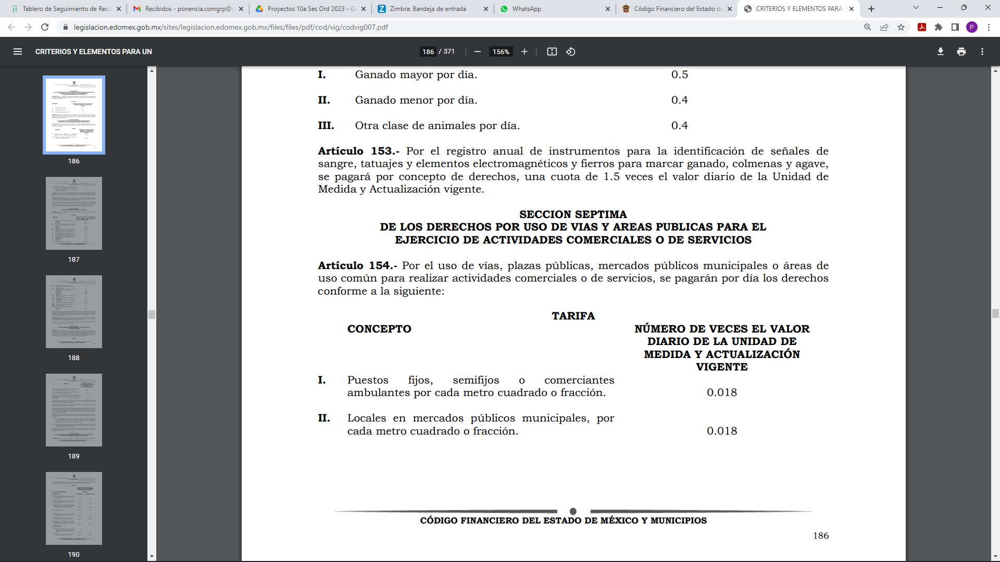 Tablero de Seguimiento de Recu
Recibidos - ponencia.comgrp@g
Proyectos 10a Ses Ord 2023 - Go
Zimbra: Bandeja de entrada
WhatsApp
Código Financiero del Estado de
CRITERIOS Y ELEMENTOS PARA
legislacion.edomex.gob.mx/sites/legislacion.edomex.gob.mx/files/files/pdf/cod/vig/codvig007.pdf
P
CRITERIOS Y ELEMENTOS PARA UN
186 / 371
156%
186
187
188
189
190
I. Ganado mayor por día. 0.5
II. Ganado menor por día. 0.4
III. Otra clase de animales por día. 0.4
Artículo 153.- Por el registro anual de instrumentos para la identificación de señales de
sangre, tatuajes y elementos electromagnéticos y fierros para marcar ganado, colmenas y agave,
se pagará por concepto de derechos, una cuota de 1.5 veces el valor diario de la Unidad de
Medida y Actualización vigente.
SECCION SEPTIMA
DE LOS DERECHOS POR USO DE VIAS Y AREAS PUBLICAS PARA EL
EJERCICIO DE ACTIVIDADES COMERCIALES O DE SERVICIOS
Artículo 154.- Por el uso de vías, plazas públicas, mercados públicos municipales o áreas de
uso común para realizar actividades comerciales o de servicios, se pagarán por día los derechos
conforme a la siguiente:
TARIFA
CONCEPTO NÚMERO DE VECES EL VALOR
DIARIO DE LA UNIDAD DE
MEDIDA Y ACTUALIZACIÓN
VIGENTE
I. Puestos fijos, semifijos o comerciantes
ambulantes por cada metro cuadrado o fracción. 0.018
II. Locales en mercados públicos municipales, por
cada metro cuadrado o fracción. 0.018
CÓDIGO FINANCIERO DEL ESTADO DE MÉXICO Y MUNICIPIOS
186